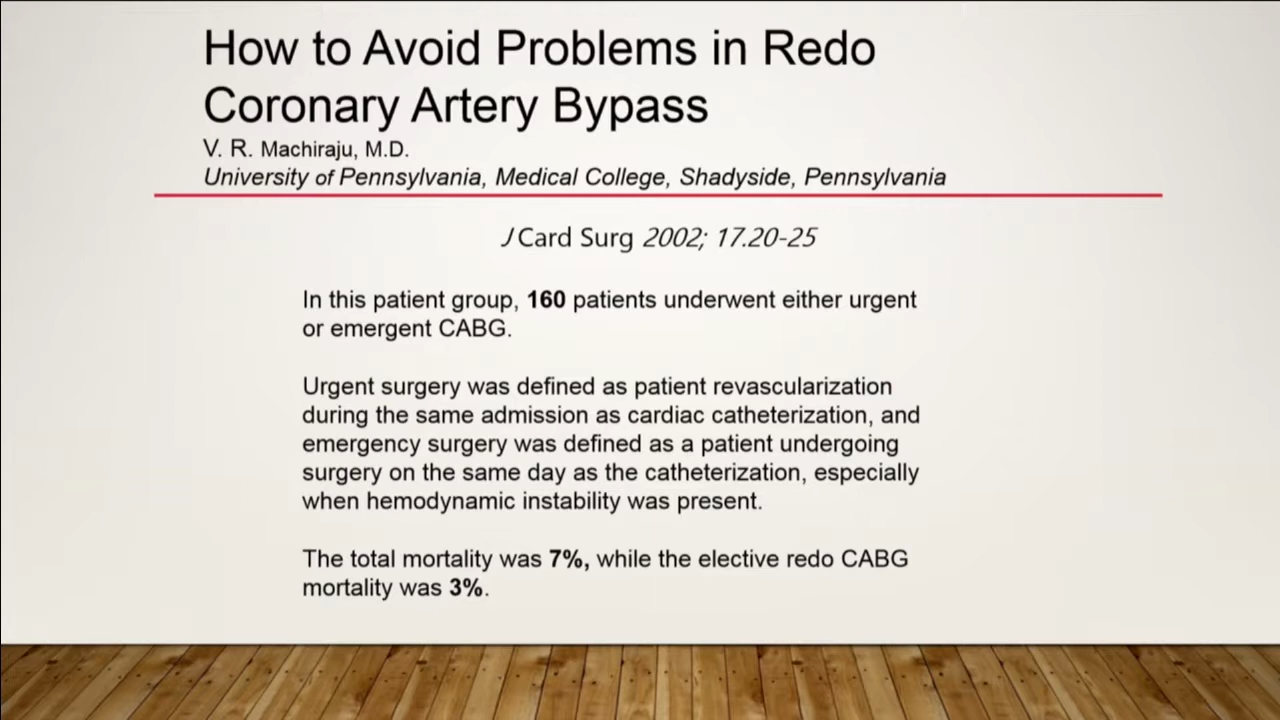 How to Avoid Problems in Redo
Coronary Artery Bypass
V. R. Machiraju, M.D.
University of Pennsylvania, Medical College, Shadyside, Pennsylvania
J Card Surg 2002; 17.20-25
In this patient group, 160 patients underwent either urgent
or emergent CABG.
Urgent surgery was defined as patient revascularization
during the same admission as cardiac catheterization, and
emergency surgery was defined as a patient undergoing
surgery on the same day as the catheterization, especially
when hemodynamic instability was present.
The total mortality was 7%, while the elective redo CABG
mortality was 3%.